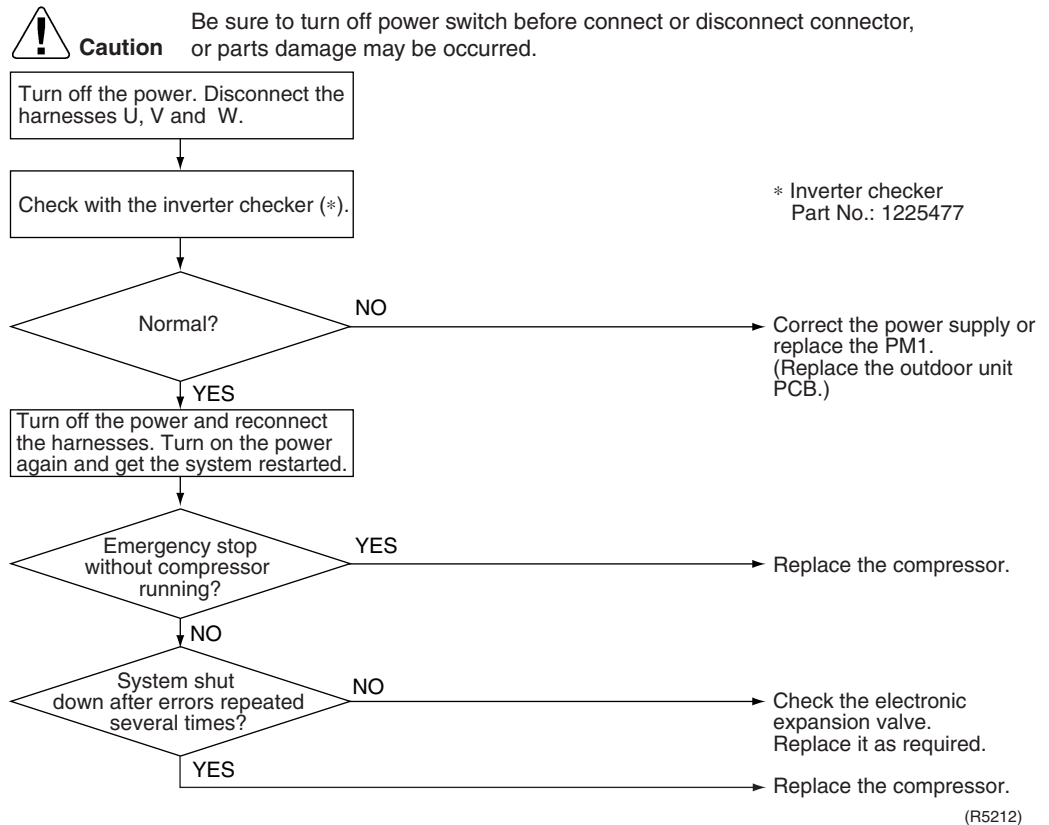 Be sure to turn off power switch before connect or disconnect connector,
Caution or parts damage may be occurred.
Turn off the power. Disconnect the
harnesses U, V and W.
Check with the inverter checker (*).
* Inverter checker
Part No.: 1225477
Normal?
NO
Correct the power supply or
replace the PM1.
(Replace the outdoor unit
PCB.)
YES
Turn off the power and reconnect
the harnesses. Turn on the power
again and get the system restarted.
Emergency stop
without compressor
running?
YES
Replace the compressor.
NO
System shut
down after errors repeated
several times?
NO
Check the electronic
expansion valve.
Replace it as required.
YES
Replace the compressor.
(R5212)